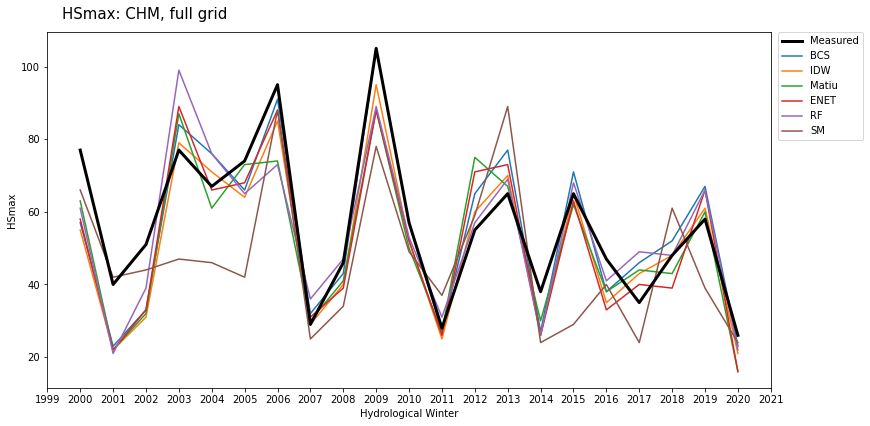 HSmax: CHM, full grid
Measured
BCS
IDW
Matiu
ENET
RF
SM
HSmax
100
80
60
40
20
1999 2000 2001 2002 2003 2004 2005 2006 2007 2008 2009 2010 2011 2012 2013 2014 2015 2016 2017 2018 2019 2020 2021
Hydrological Winter